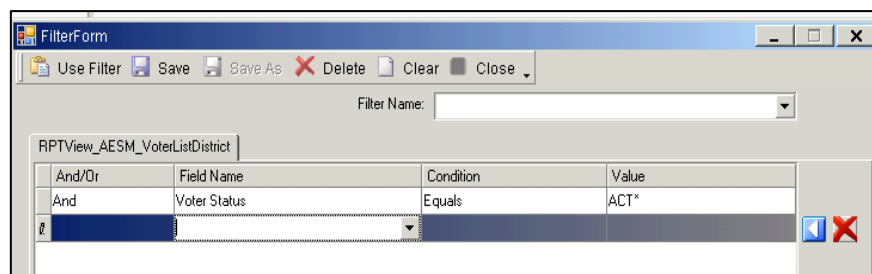 FilterForm
Use Filter Save Save As Delete Clear Close
Filter Name:
RPTView_AESM_VoterListDistrict
And/Or Field Name Condition Value
And Voter Status Equals ACT*